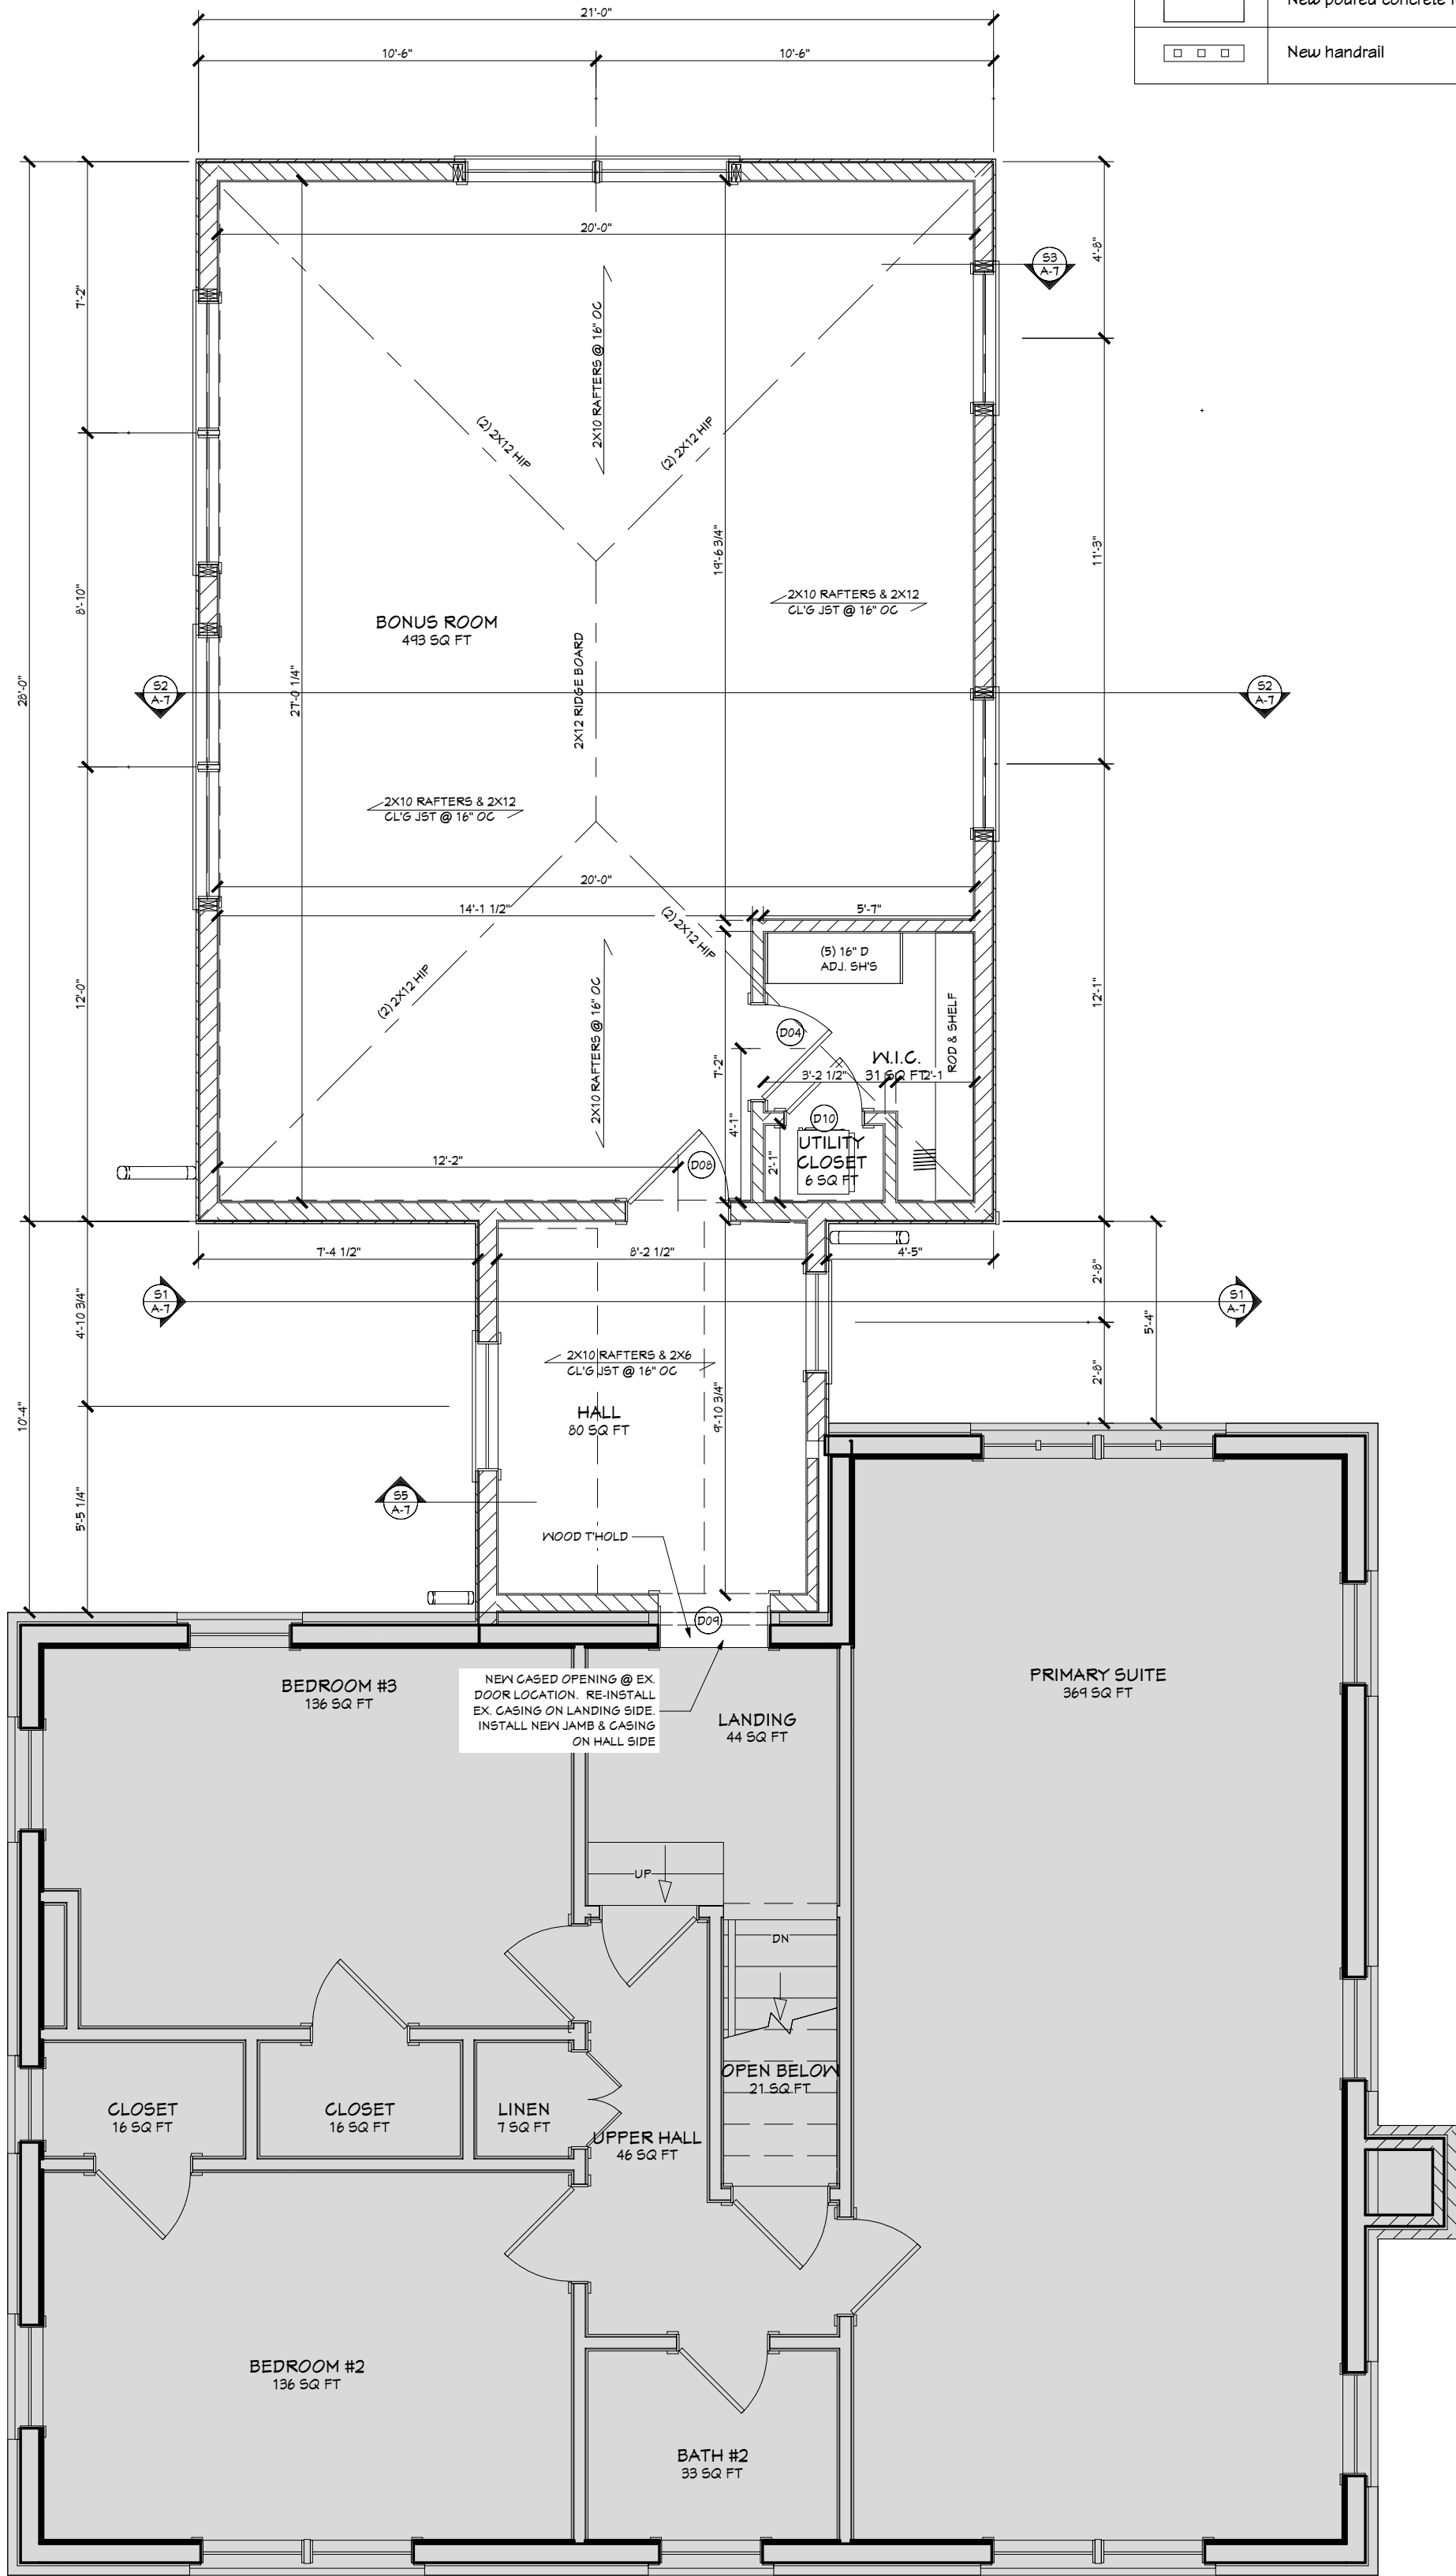 New poured concrete
New handrail
21'-0"
10'-6"
10'-6"
20'-0"
7'-2"
4'-8"
S3
A-7
2X10 RAFTERS @ 16" OC
(2) 2X12 HIP
(2) 2X12 HIP
19'-6 3/4"
11'-3"
8'-10"
28'-0"
27'-0 1/4"
BONUS ROOM
493 SQ FT
2X10 RAFTERS & 2X12
CL'G JST @ 16" OC
2X12 RIDGE BOARD
S2
A-7
S2
A-7
2X10 RAFTERS & 2X12
CL'G JST @ 16" OC
20'-0"
14'-1 1/2"
5'-7"
(2) 2X12 HIP
(2) 2X12 HIP
(5) 16" D
ADJ. SH'S
12'-0"
12'-1"
2X10 RAFTERS @ 16" OC
ROD & SHELF
D04
W.I.C.
31 SQ FT
3'-2 1/2"
2'-1
7'-2"
4'-1"
2'-1"
D10
UTILITY
CLOSET
6 SQ FT
12'-2"
D08
7'-4 1/2"
8'-2 1/2"
4'-5"
S1
A-7
S1
A-7
4'-10 3/4"
2'-8"
5'-4"
2'-8"
2X10 RAFTERS & 2X6
CL'G JST @ 16" OC
HALL
80 SQ FT
9'-10 3/4"
10'-4"
5'-5 1/4"
S5
A-7
WOOD T'HOLD
D09
NEW CASED OPENING @ EX.
DOOR LOCATION. RE-INSTALL
EX. CASING ON LANDING SIDE.
INSTALL NEW JAMB & CASING
ON HALL SIDE
BEDROOM #3
136 SQ FT
LANDING
44 SQ FT
PRIMARY SUITE
369 SQ FT
UP
DN
OPEN BELOW
21 SQ FT
CLOSET
16 SQ FT
CLOSET
16 SQ FT
LINEN
7 SQ FT
UPPER HALL
46 SQ FT
BEDROOM #2
136 SQ FT
BATH #2
33 SQ FT